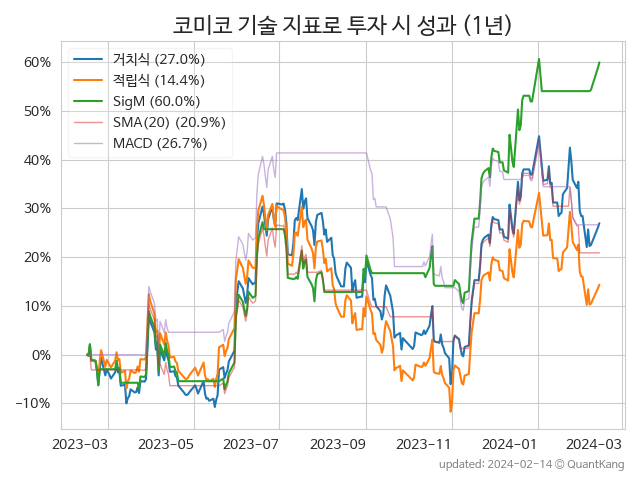 코미코 기술 지표로 투자 시 성과 (1년)
60%
50%
40%
30%
20%
10%
0%
−10%
거치식 (27.0%)
적립식 (14.4%)
SigM (60.0%)
SMA(20) (20.9%)
MACD (26.7%)
2023-03 2023-05 2023-07 2023-09 2023-11 2024-01 2024-03
updated: 2024-02-14 ⓒ QuantKang